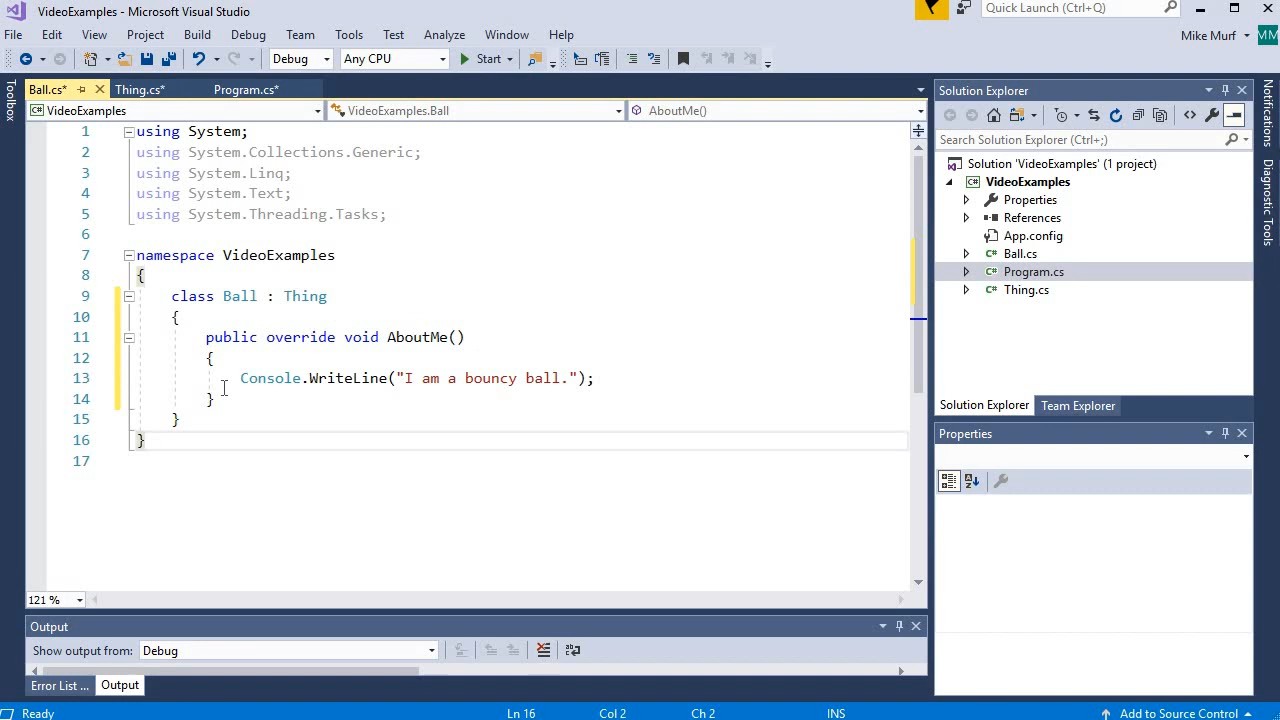 VideoExamples - Microsoft Visual Studio
Quick Launch (Ctrl+Q)
File Edit View Project Build Debug Team Tools Test Analyze Window Help
Mike Murf MM
Debug Any CPU Start
Toolbox
Ball.cs* Thing.cs* Program.cs*
VideoExamples VideoExamples.Ball AboutMe()
1 using System;
2 using System.Collections.Generic;
3 using System.Linq;
4 using System.Text;
5 using System.Threading.Tasks;
6
7 namespace VideoExamples
8 {
9 class Ball : Thing
10 {
11 public override void AboutMe()
12 {
13 Console.WriteLine("I am a bouncy ball.");
14 }
15 }
16 }
17
121 %
Output
Show output from: Debug
Error List ... Output
Solution Explorer
Search Solution Explorer (Ctrl+;)
Solution 'VideoExamples' (1 project)
VideoExamples
Properties
References
App.config
Ball.cs
Program.cs
Thing.cs
Solution Explorer Team Explorer
Properties
Notifications
Diagnostic Tools
Ready Ln 16 Col 2 Ch 2 INS Add to Source Control